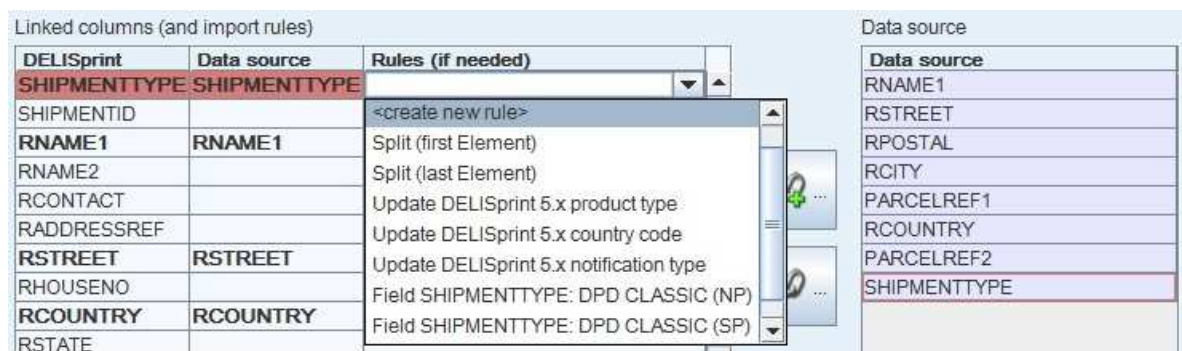 Linked columns (and import rules) Data source
DELISprint Data source Rules (if needed) Data source
SHIPMENTTYPE SHIPMENTTYPE RNAME1
SHIPMENTID <create new rule> RSTREET
RNAME1 RNAME1 Split (first Element) RPOSTAL
RNAME2 Split (last Element) RCITY
RCONTACT Update DELISprint 5.x product type ... PARCELREF1
RADDRESSREF Update DELISprint 5.x country code RCOUNTRY
RSTREET RSTREET Update DELISprint 5.x notification type PARCELREF2
RHOUSENO Field SHIPMENTTYPE: DPD CLASSIC (NP) ... SHIPMENTTYPE
RCOUNTRY RCOUNTRY Field SHIPMENTTYPE: DPD CLASSIC (SP)
RSTATE